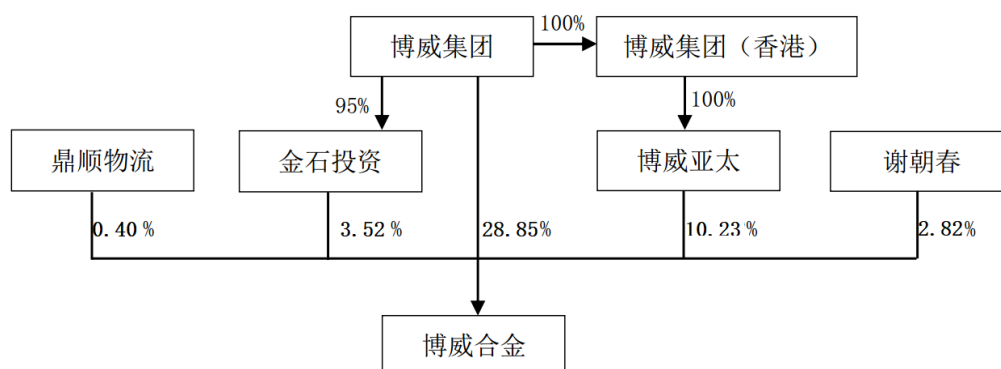 博威集团
100%
博威集团（香港）
95%
100%
鼎顺物流
金石投资
博威亚太
谢朝春
0.40％
3.52％
28.85%
10.23％
2.82％
博威合金